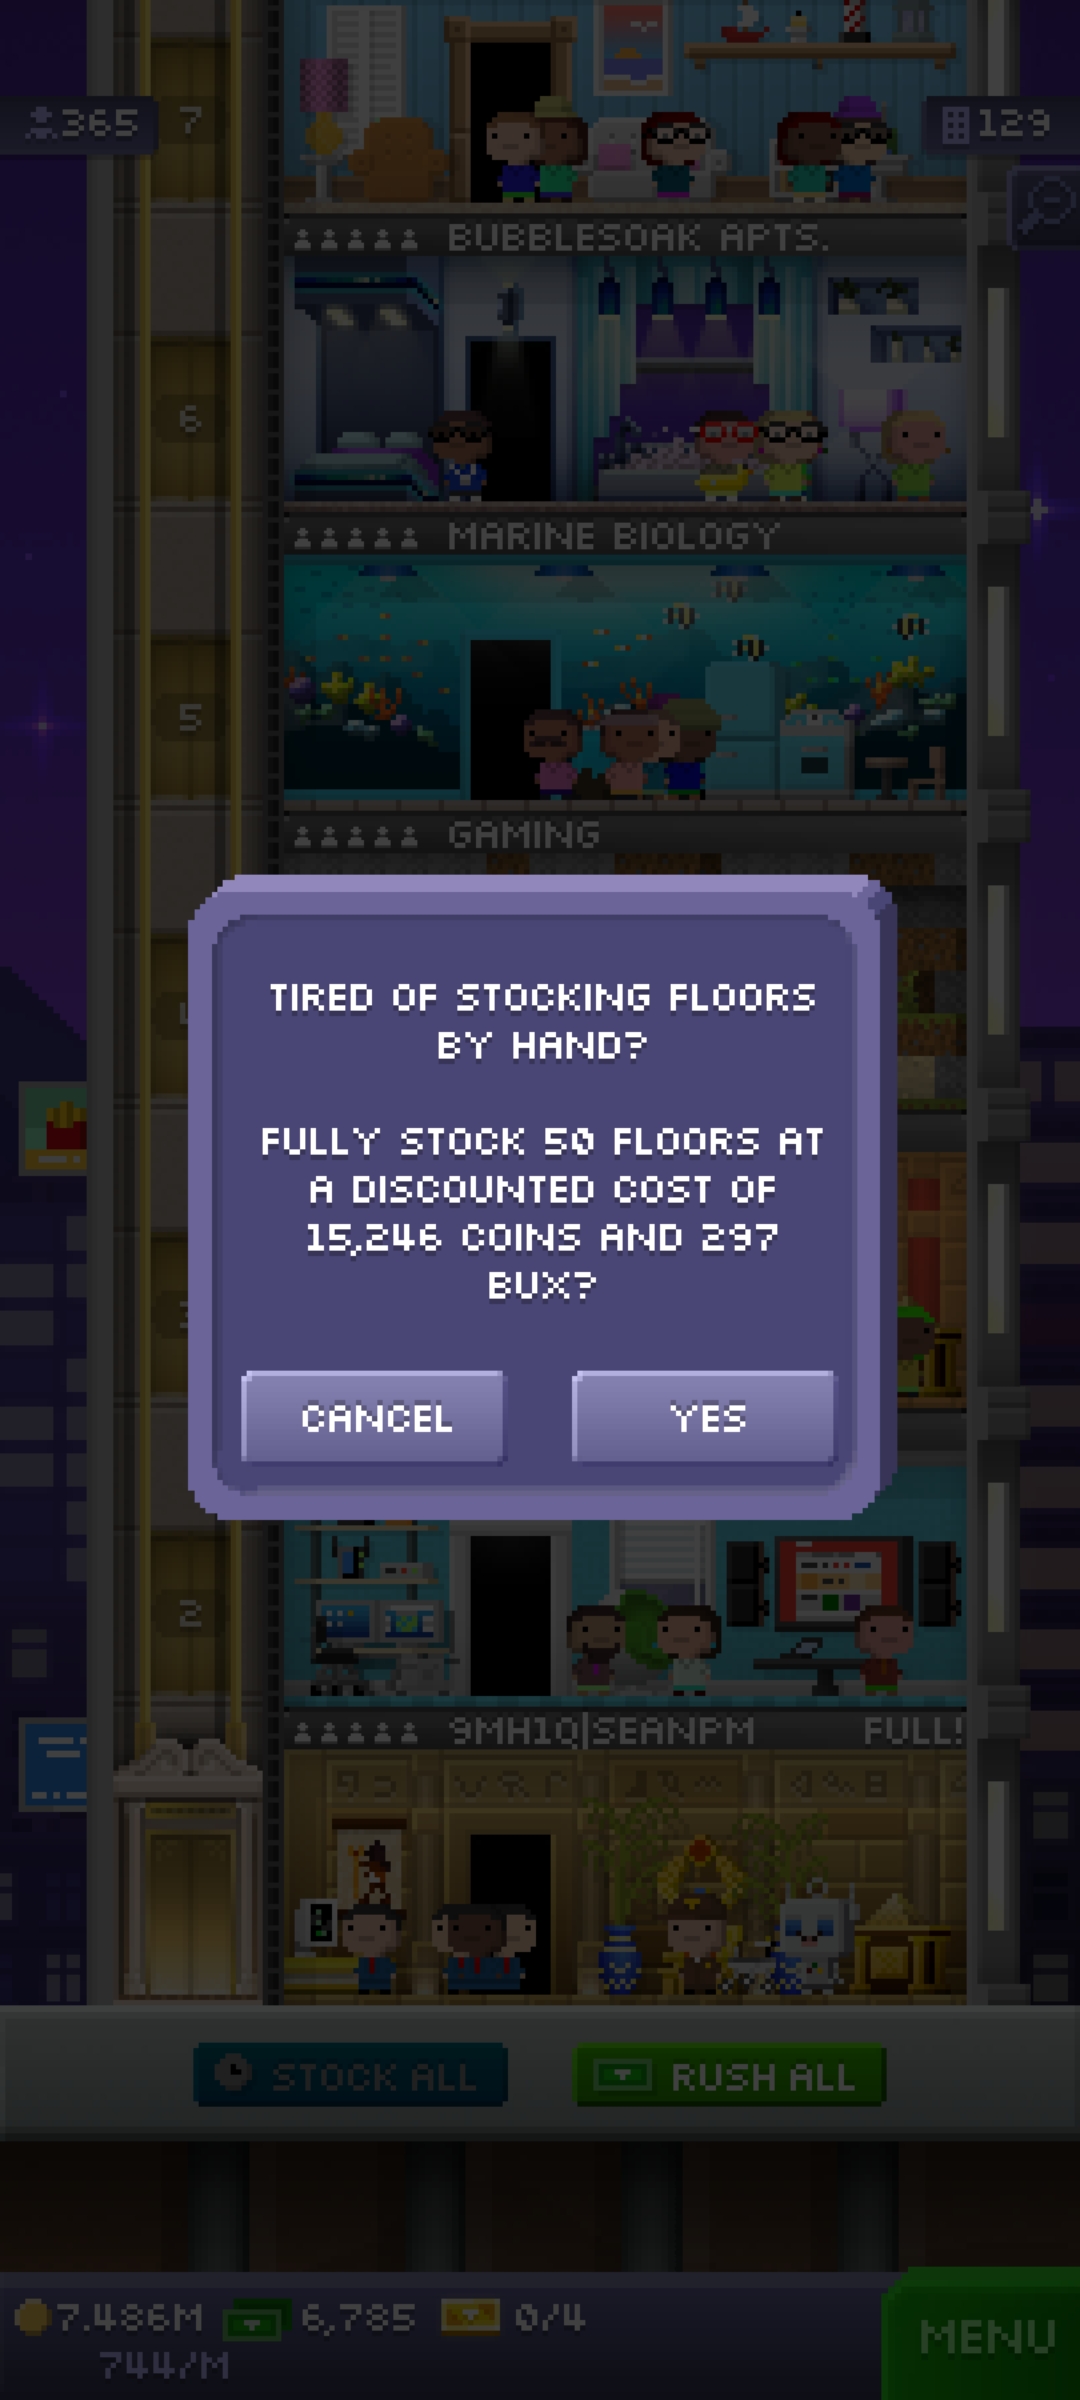 365
7
129
BUBBLESOAK APTS.
6
MARINE BIOLOGY
5
GAMING
TIRED OF STOCKING FLOORS
BY HAND?
FULLY STOCK 50 FLOORS AT
A DISCOUNTED COST OF
15,246 COINS AND 297
BUX?
CANCEL
YES
2
9MH1Q|SEANPM
FULL!
STOCK ALL
RUSH ALL
7.486M
6,785
0/4
744/M
MENU